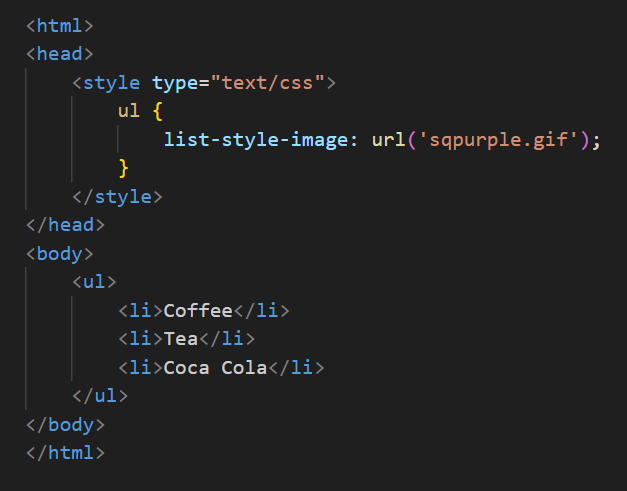 <html>
<head>
    <style type="text/css">
        ul {
            list-style-image: url('sqpurple.gif');
        }
    </style>
</head>
<body>
    <ul>
        <li>Coffee</li>
        <li>Tea</li>
        <li>Coca Cola</li>
    </ul>
</body>
</html>